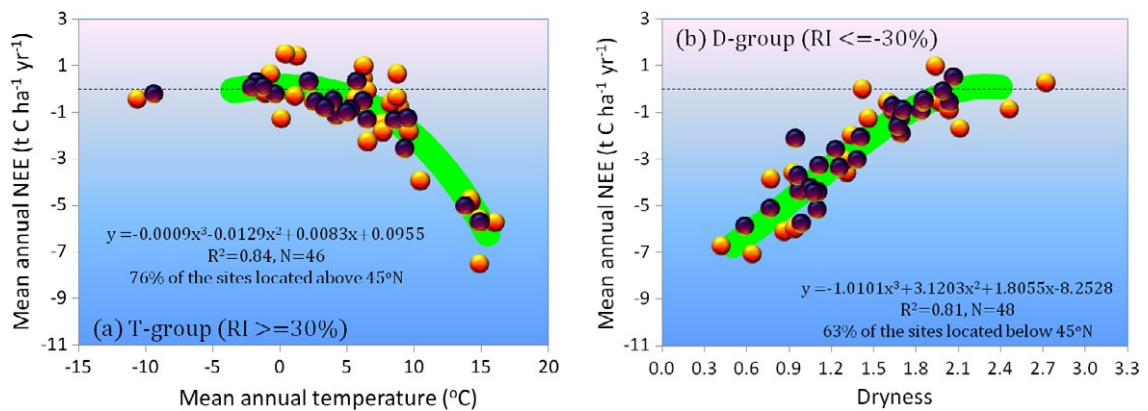 Mean annual NEE (t C ha⁻¹ yr⁻¹)
3
1
-1
-3
-5
-7
-9
-11
y =-0.0009x³-0.0129x²+0.0083x+0.0955
R²=0.84, N=46
76% of the sites located above 45°N
(a) T-group (RI >=30%)
-15 -10 -5 0 5 10 15 20
Mean annual temperature (°C)
Mean annual NEE (t C ha⁻¹ yr⁻¹)
3
1
-1
-3
-5
-7
-9
-11
(b) D-group (RI <=-30%)
y=-1.0101x³+3.1203x²+1.8055x-8.2528
R²=0.81, N=48
63% of the sites located below 45°N
0.0 0.3 0.6 0.9 1.2 1.5 1.8 2.1 2.4 2.7 3.0 3.3
Dryness